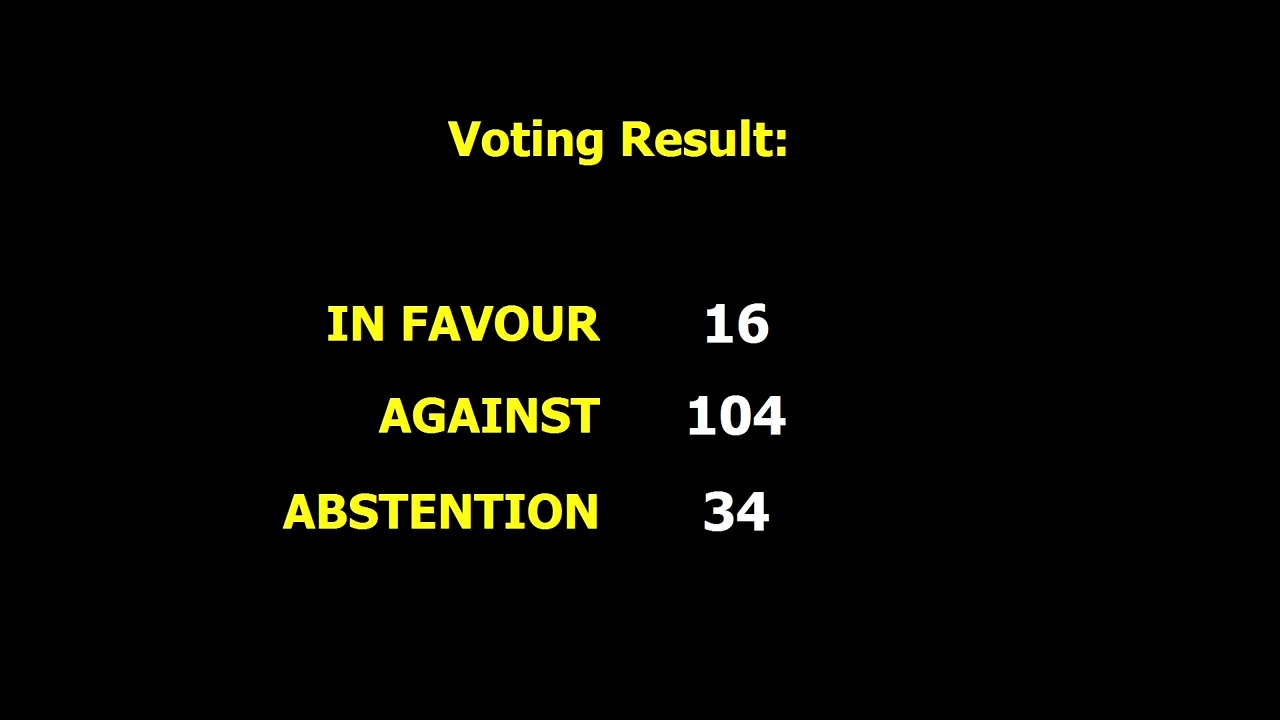 Voting Result:
IN FAVOUR 16
AGAINST 104
ABSTENTION 34